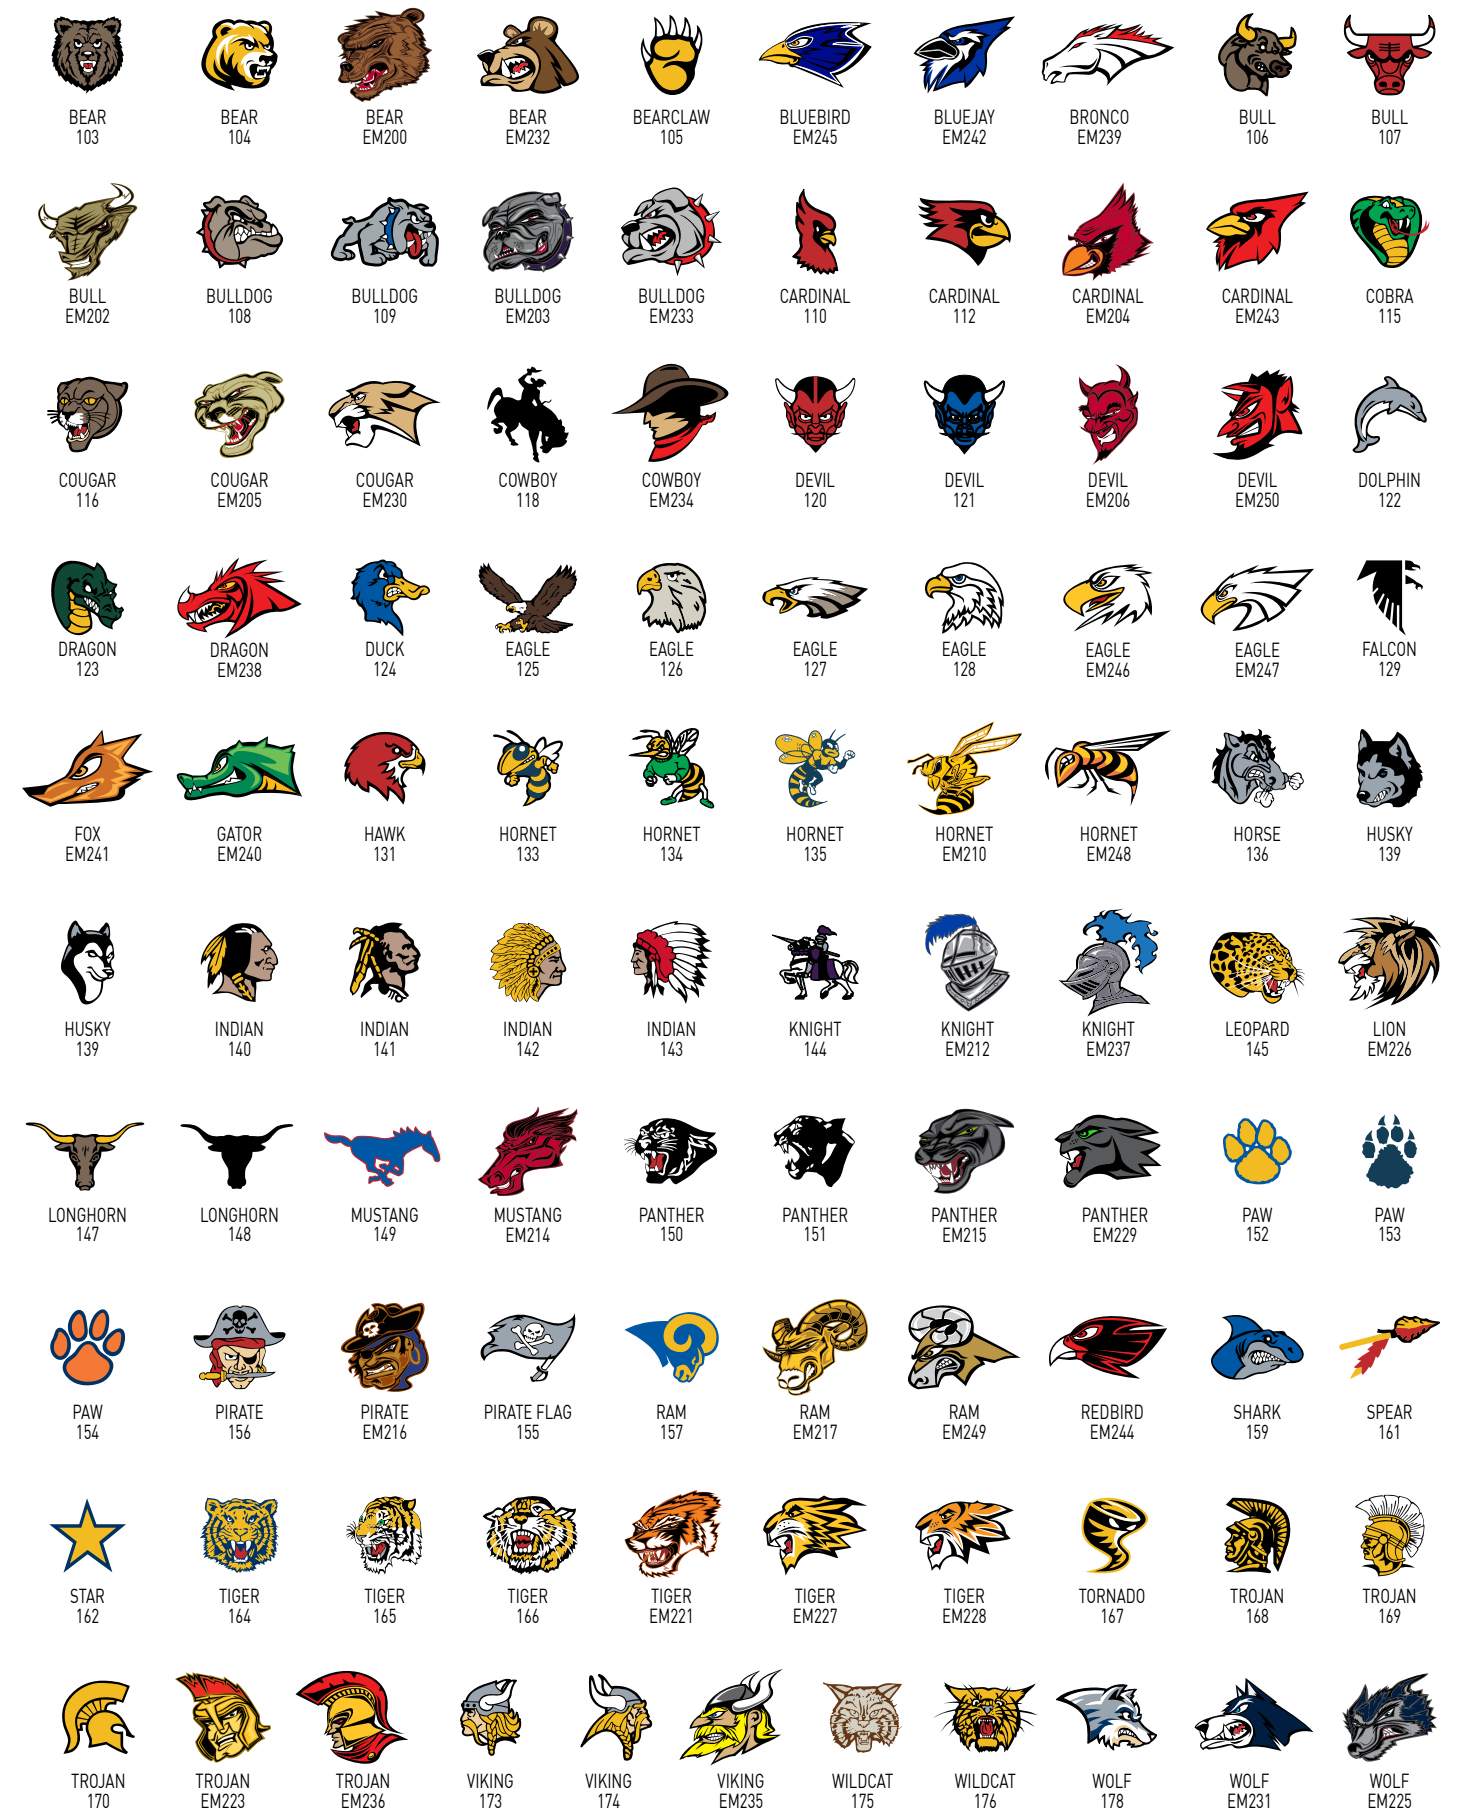 BEAR BEAR BEAR BEAR BEARCLAW BLUEBIRD BLUEJAY BRONCO BULL BULL
103 104 EM200 EM232 105 EM245 EM242 EM239 106 107
BULL BULLDOG BULLDOG BULLDOG BULLDOG CARDINAL CARDINAL CARDINAL CARDINAL COBRA
EM202 108 109 EM203 EM233 110 112 EM204 EM243 115
COUGAR COUGAR COUGAR COWBOY COWBOY DEVIL DEVIL DEVIL DEVIL DOLPHIN
116 EM205 EM230 118 EM234 120 121 EM206 EM250 122
DRAGON DRAGON DUCK EAGLE EAGLE EAGLE EAGLE EAGLE EAGLE FALCON
123 EM238 124 125 126 127 128 EM246 EM247 129
FOX GATOR HAWK HORNET HORNET HORNET HORNET HORNET HORSE HUSKY
EM241 EM240 131 133 134 135 EM210 EM248 136 139
HUSKY INDIAN INDIAN INDIAN INDIAN KNIGHT KNIGHT KNIGHT LEOPARD LION
139 140 141 142 143 144 EM212 EM237 145 EM226
LONGHORN LONGHORN MUSTANG MUSTANG PANTHER PANTHER PANTHER PANTHER PAW PAW
147 148 149 EM214 150 151 EM215 EM229 152 153
PAW PIRATE PIRATE PIRATE FLAG RAM RAM RAM REDBIRD SHARK SPEAR
154 156 EM216 155 157 EM217 EM249 EM244 159 161
STAR TIGER TIGER TIGER TIGER TIGER TIGER TORNADO TROJAN TROJAN
162 164 165 166 EM221 EM227 EM228 167 168 169
TROJAN TROJAN TROJAN VIKING VIKING VIKING WILDCAT WILDCAT WOLF WOLF WOLF
170 EM223 EM236 173 174 EM235 175 176 178 EM231 EM225